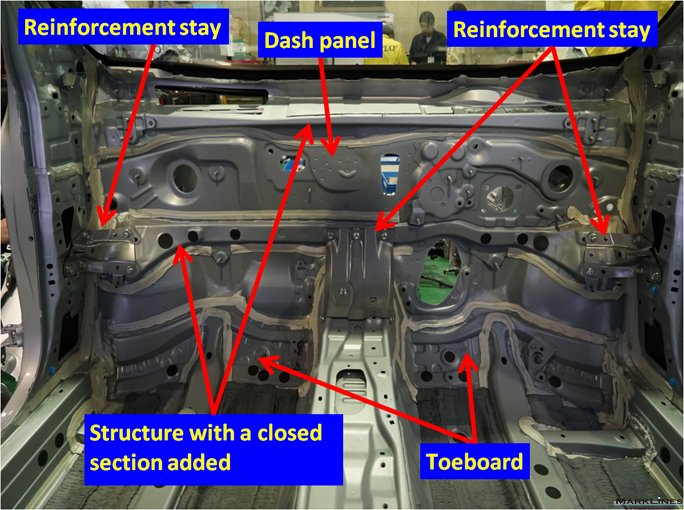 Reinforcement stay
Dash panel
Reinforcement stay
Structure with a closed
section added
Toeboard
MARKLINES